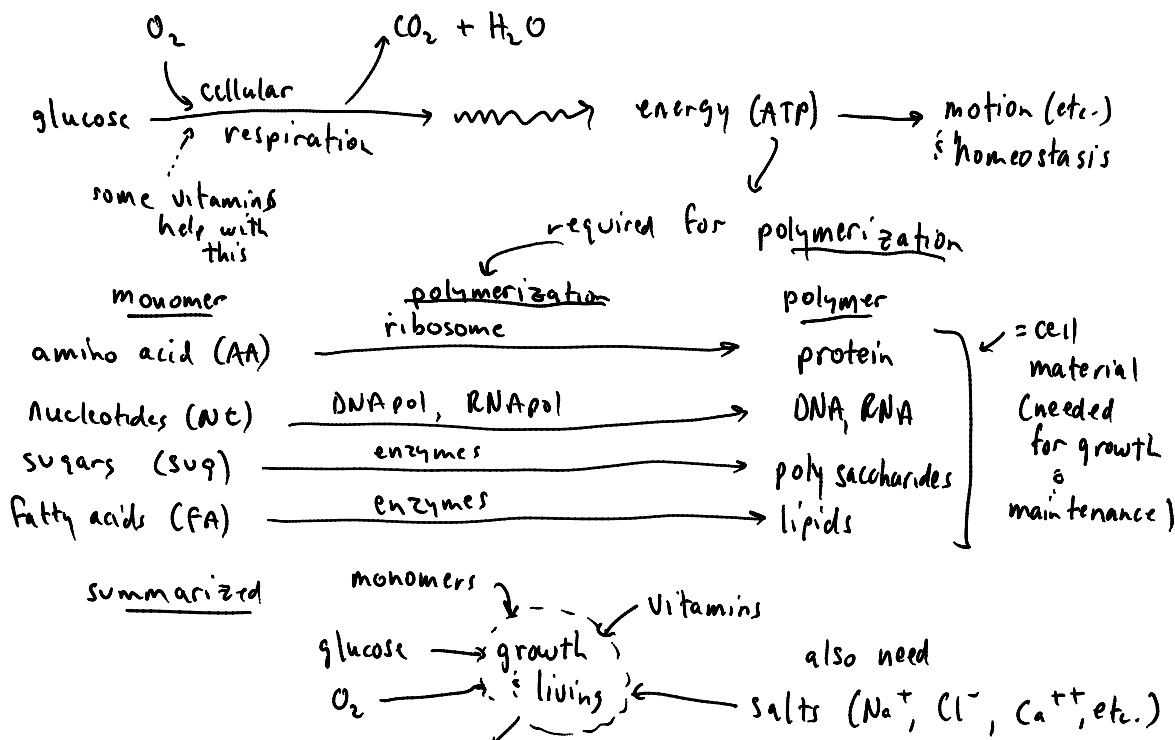 O₂ CO₂ + H₂O
glucose cellular respiration energy (ATP) motion (etc.)
& homeostasis
some vitamins
help with
this
required for polymerization
monomer polymerization polymer
amino acid (AA) ribosome protein
nucleotides (Nt) DNApol, RNApol DNA, RNA
sugars (sug) enzymes polysaccharides
fatty acids (FA) enzymes lipids
= cell
material
(needed
for growth
&
maintenance)
summarized
monomers
vitamins
glucose
O₂
growth
& living
also need
salts (Na⁺, Cl⁻, Ca⁺⁺, etc.)